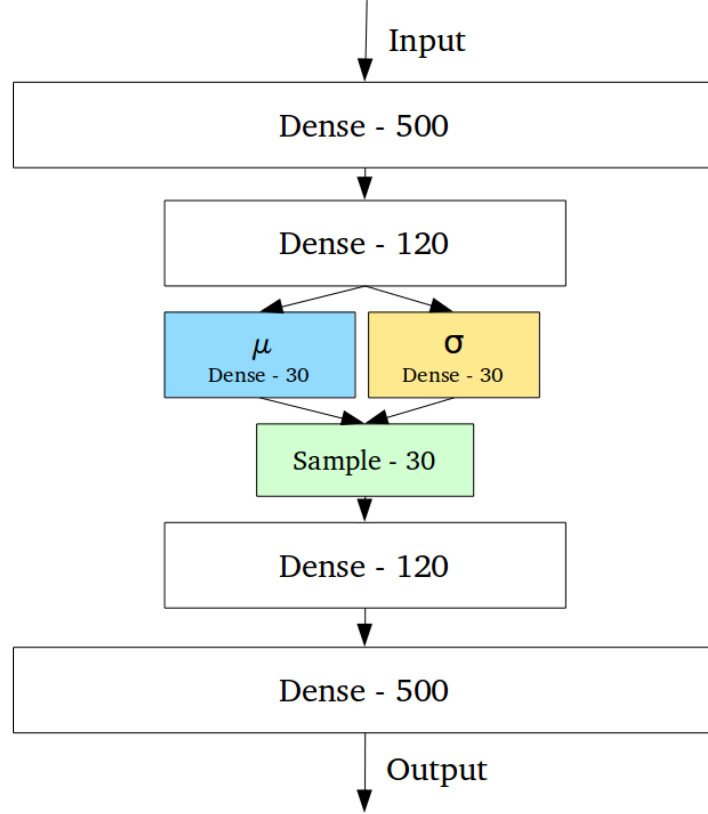 Input
Dense - 500
Dense - 120
μ
Dense - 30
σ
Dense - 30
Sample - 30
Dense - 120
Dense - 500
Output